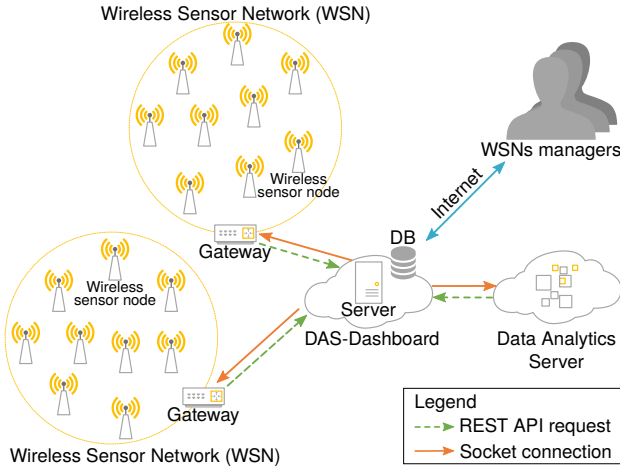 Wireless Sensor Network (WSN)
Wireless
sensor node
WSNs managers
Internet
Gateway
DB
Wireless
sensor node
Server
DAS-Dashboard
Data Analytics
Server
Gateway
Wireless Sensor Network (WSN)
Legend
REST API request
Socket connection